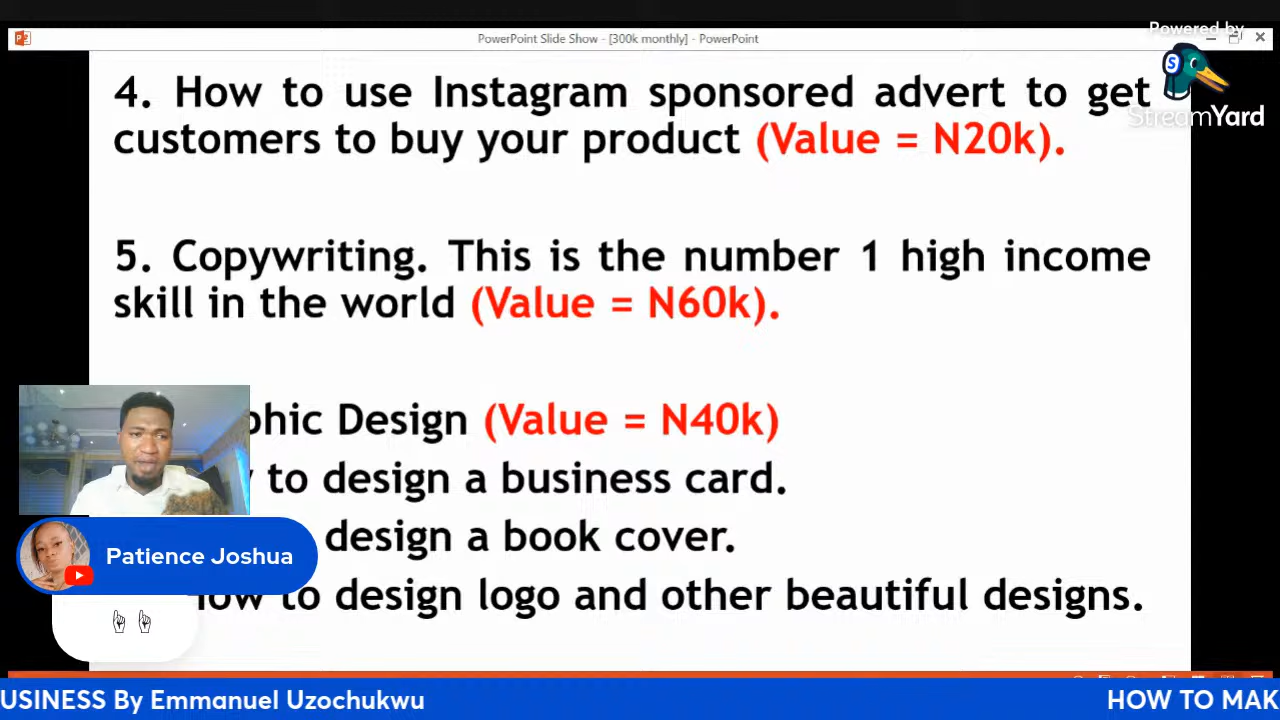 PowerPoint Slide Show - [300k monthly] - PowerPoint
Powered by
StreamYard
4. How to use Instagram sponsored advert to get
customers to buy your product (Value = N20k).
5. Copywriting. This is the number 1 high income
skill in the world (Value = N60k).
phic Design (Value = N40k)
to design a business card.
design a book cover.
How to design logo and other beautiful designs.
Patience Joshua
☝ ☝
USINESS By Emmanuel Uzochukwu
HOW TO MAK